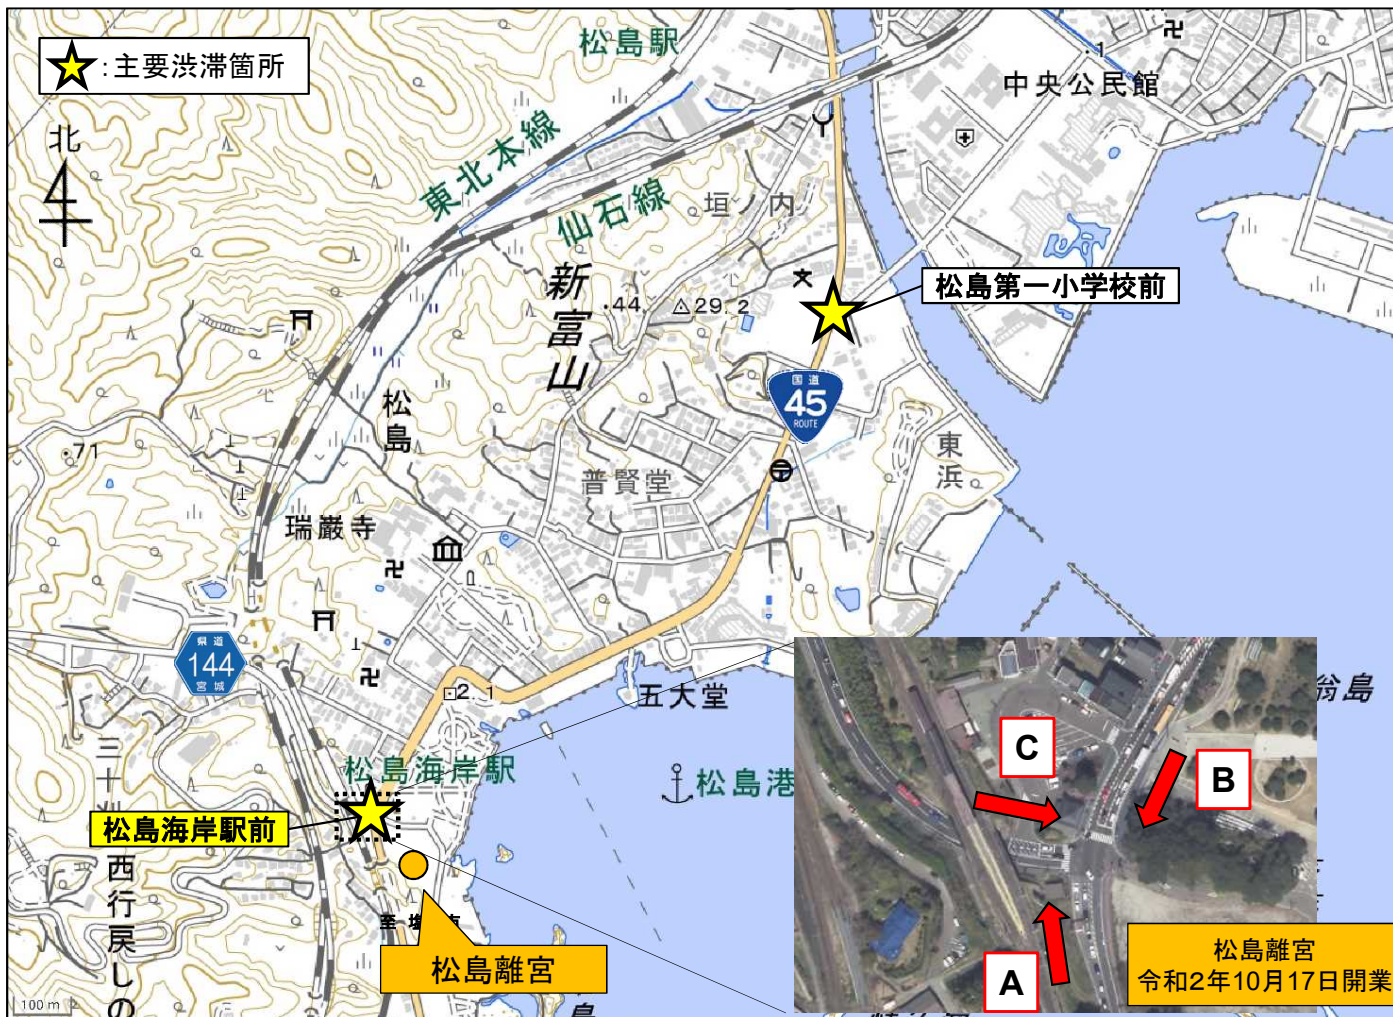 :主要渋滞箇所
北
松島駅
東北本線
仙石線
中央公民館
・1
垣ノ内
新富山
・44
29.2
松島第一小学校前
国道
45
ROUTE
松島
・71
普賢堂
東浜
瑞巌寺
県道
144
宮城
2.1
五大堂
翁島
松島海岸駅
松島港
松島海岸駅前
西行戻しの
松島離宮
100 m
島
A
B
C
松島離宮
令和2年10月17日開業